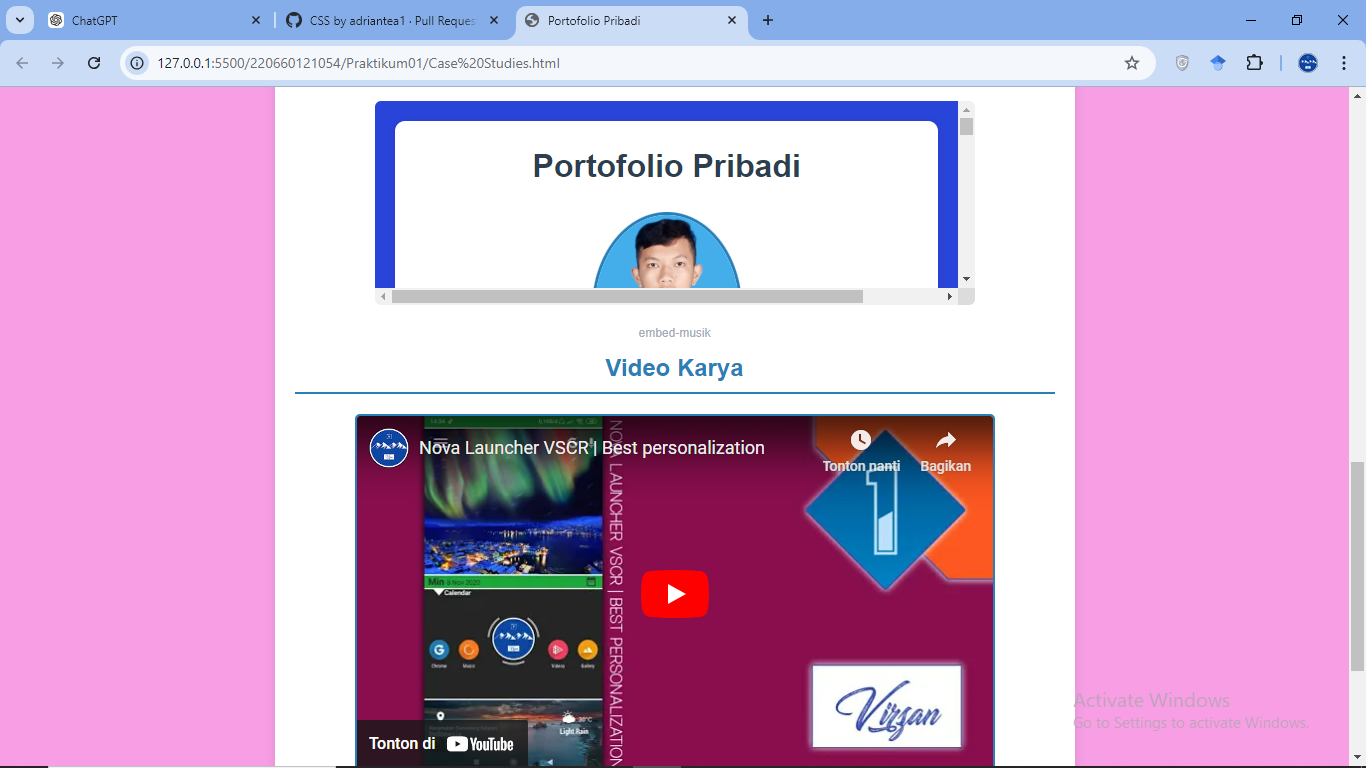 ChatGPT
CSS by adriantea1 · Pull Reques
Portofolio Pribadi
127.0.0.1:5500/220660121054/Praktikum01/Case%20Studies.html
Portofolio Pribadi
embed-musik
Video Karya
Nova Launcher VSCR | Best personalization
Tonton nanti
Bagikan
NOVA LAUNCHER VSCR | BEST PERSONALIZATION
1
Min 8 Nov 2020
Calendar
Chrome
Music
Videos
Gallery
30°C
Light Rain
Virsan
Tonton di YouTube
Activate Windows
Go to Settings to activate Windows.